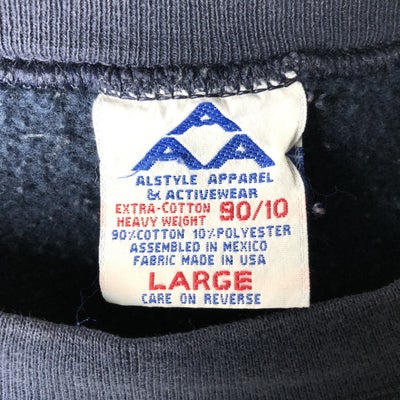 AAA
ALSTYLE APPAREL
& ACTIVEWEAR
EXTRA-COTTON 90/10
HEAVY WEIGHT
90%COTTON 10%POLYESTER
ASSEMBLED IN MEXICO
FABRIC MADE IN USA
LARGE
CARE ON REVERSE